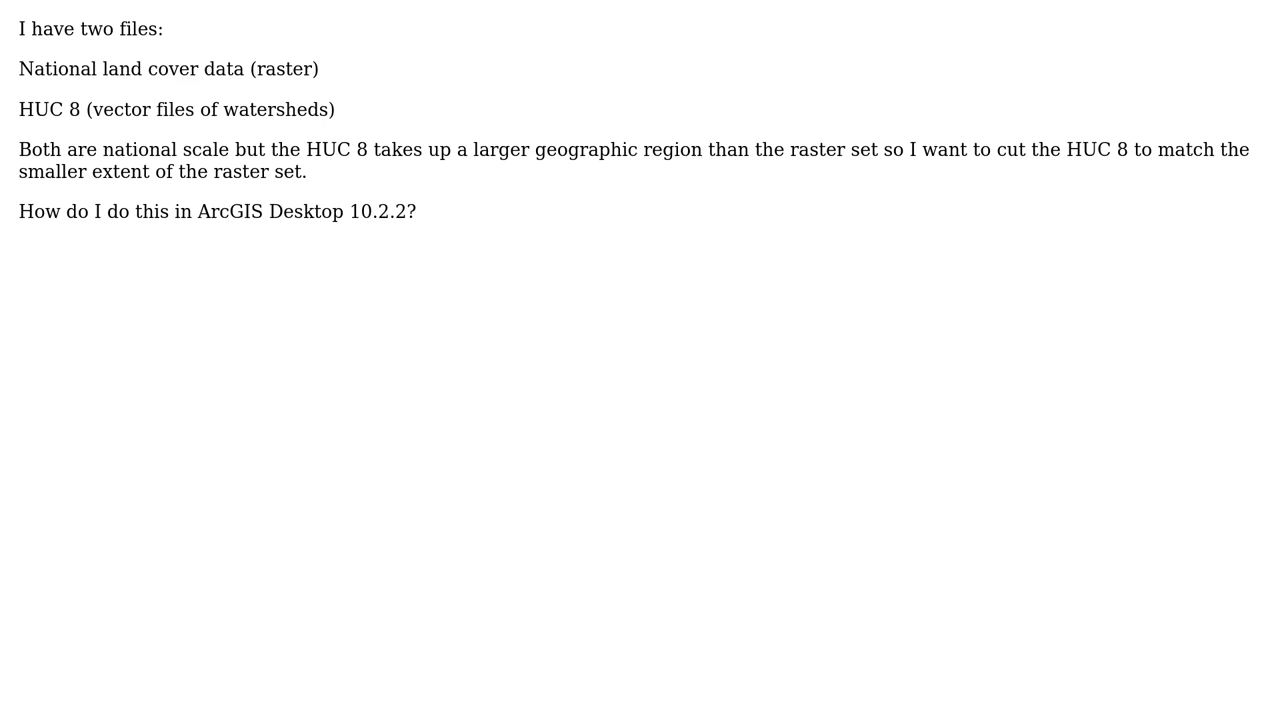 I have two files:
National land cover data (raster)
HUC 8 (vector files of watersheds)
Both are national scale but the HUC 8 takes up a larger geographic region than the raster set so I want to cut the HUC 8 to match the
smaller extent of the raster set.
How do I do this in ArcGIS Desktop 10.2.2?